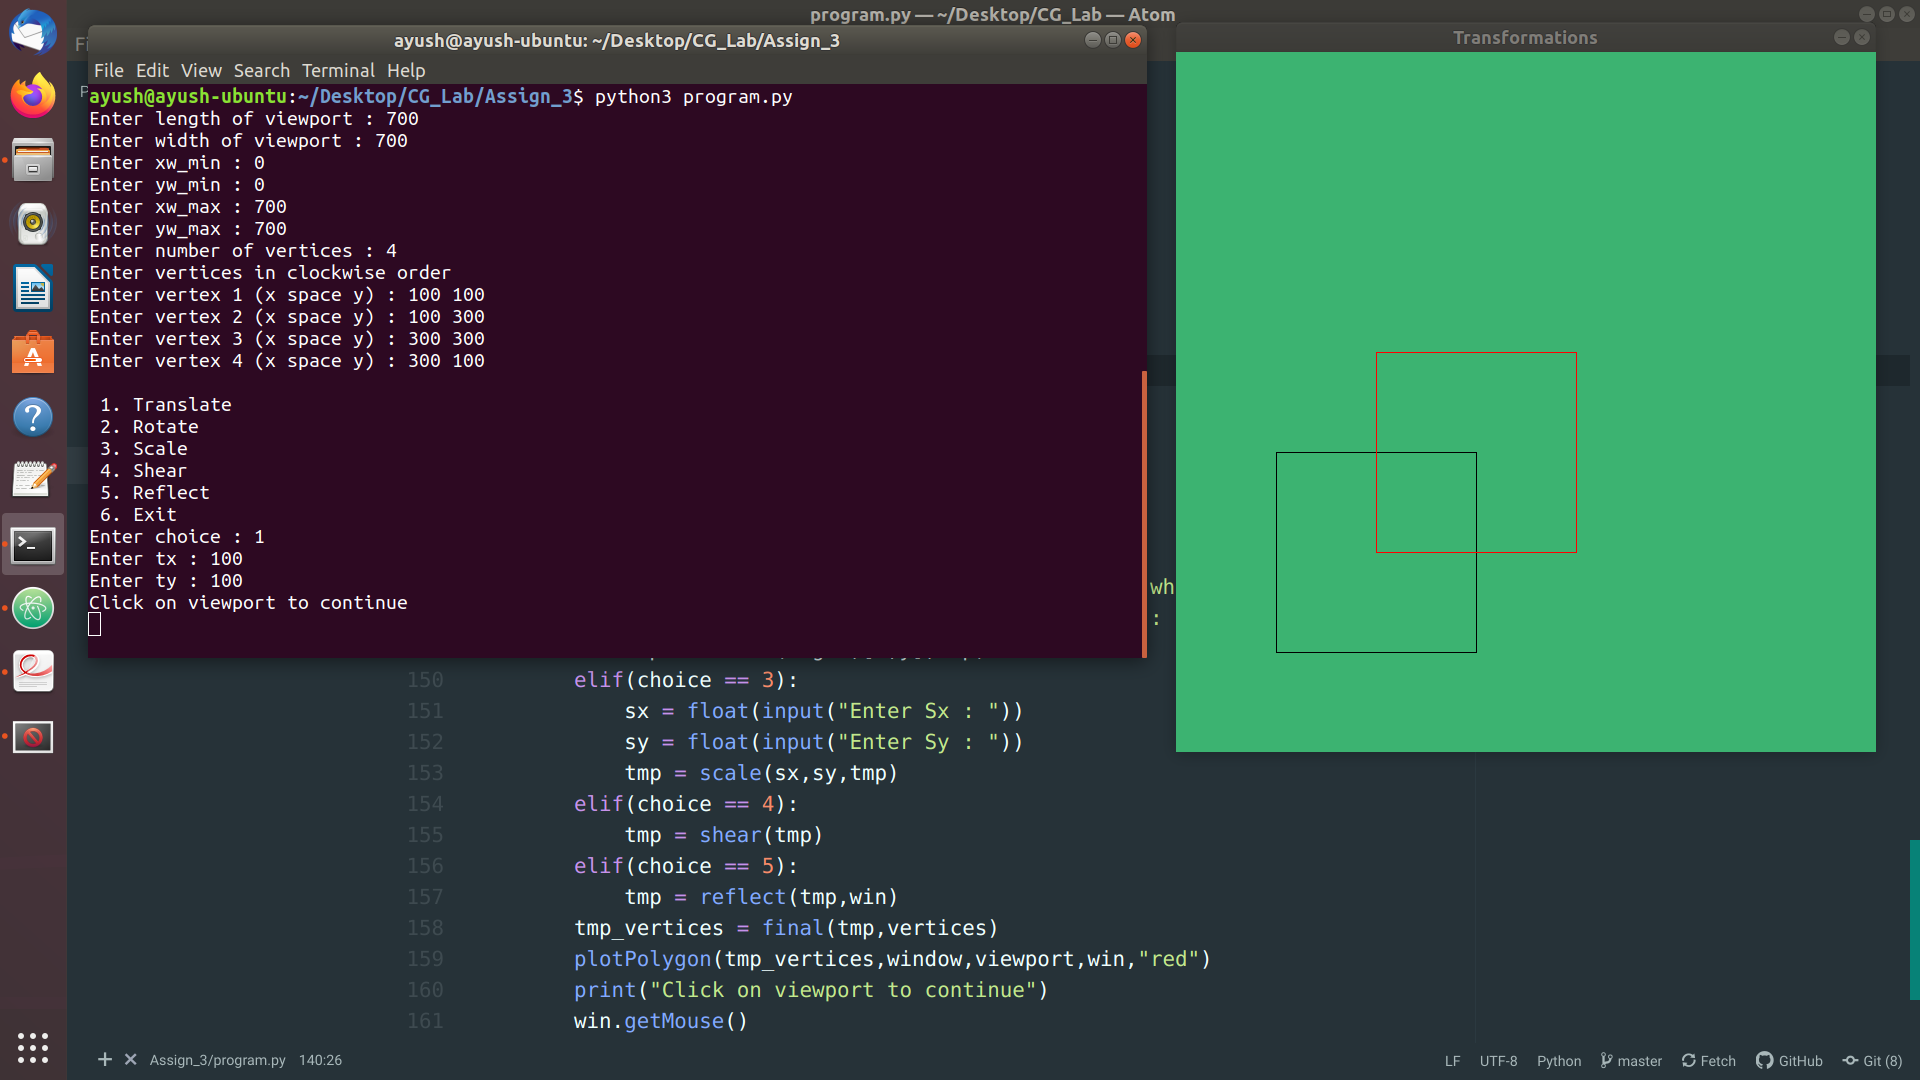 program.py — ~/Desktop/CG_Lab — Atom
ayush@ayush-ubuntu: ~/Desktop/CG_Lab/Assign_3
File Edit View Search Terminal Help
ayush@ayush-ubuntu:~/Desktop/CG_Lab/Assign_3$ python3 program.py
Enter length of viewport : 700
Enter width of viewport : 700
Enter xw_min : 0
Enter yw_min : 0
Enter xw_max : 700
Enter yw_max : 700
Enter number of vertices : 4
Enter vertices in clockwise order
Enter vertex 1 (x space y) : 100 100
Enter vertex 2 (x space y) : 100 300
Enter vertex 3 (x space y) : 300 300
Enter vertex 4 (x space y) : 300 100
1. Translate
2. Rotate
3. Scale
4. Shear
5. Reflect
6. Exit
Enter choice : 1
Enter tx : 100
Enter ty : 100
Click on viewport to continue
Transformations
wh
:
150 elif(choice == 3):
151 sx = float(input("Enter Sx : "))
152 sy = float(input("Enter Sy : "))
153 tmp = scale(sx,sy,tmp)
154 elif(choice == 4):
155 tmp = shear(tmp)
156 elif(choice == 5):
157 tmp = reflect(tmp,win)
158 tmp_vertices = final(tmp,vertices)
159 plotPolygon(tmp_vertices,window,viewport,win,"red")
160 print("Click on viewport to continue")
161 win.getMouse()
Assign_3/program.py 140:26
LF UTF-8 Python master Fetch GitHub Git (8)